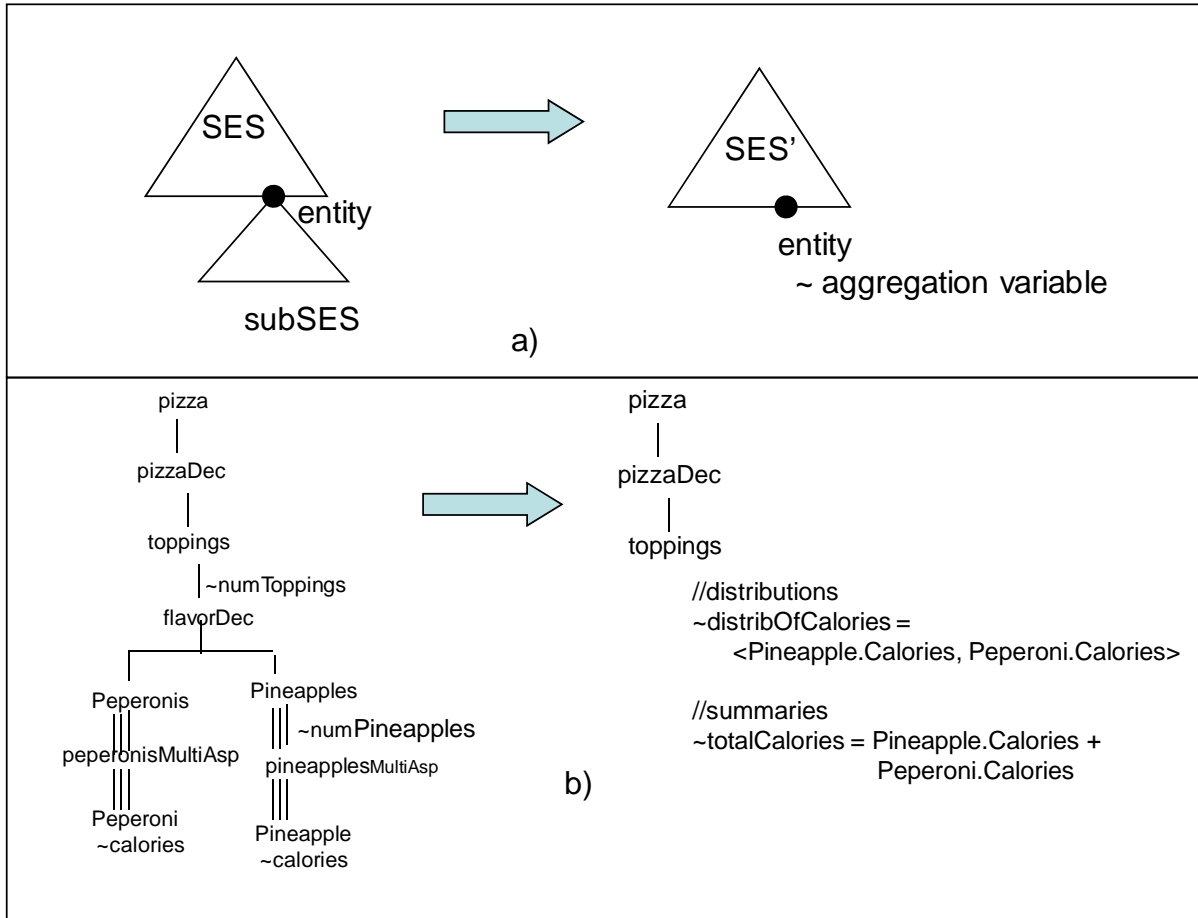 SES
entity
subSES
SES’
entity
~ aggregation variable
a)
pizza
pizzaDec
toppings
~numToppings
flavorDec
Peperonis
Pineapples
~numPineapples
peperonisMultiAsp
pineapplesMultiAsp
Peperoni
~calories
Pineapple
~calories
pizza
pizzaDec
toppings
//distributions
~distribOfCalories =
<Pineapple.Calories, Peperoni.Calories>
//summaries
~totalCalories = Pineapple.Calories +
Peperoni.Calories
b)